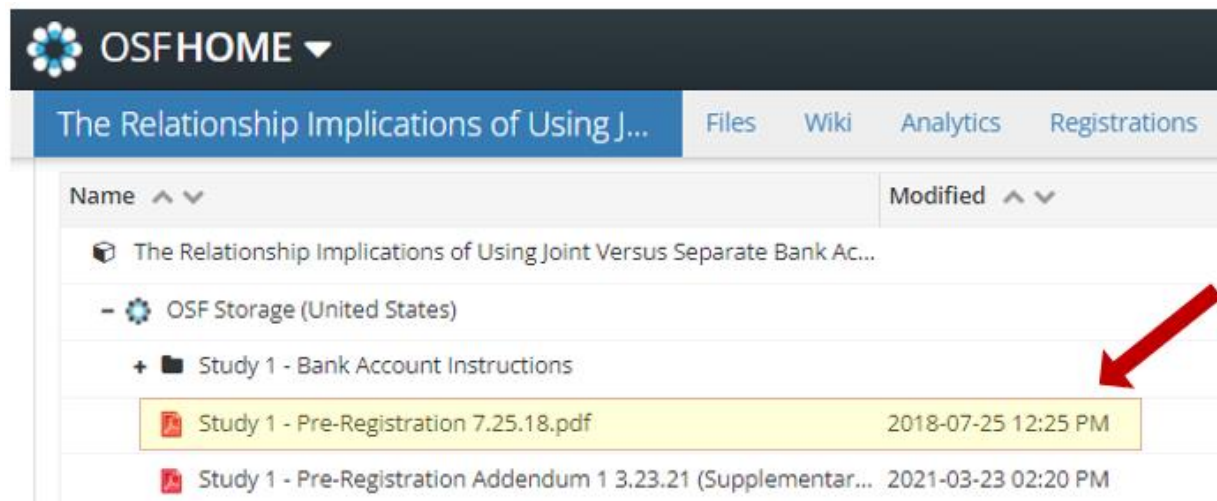 OSFHOME
The Relationship Implications of Using J... Files Wiki Analytics Registrations
Name Modified
The Relationship Implications of Using Joint Versus Separate Bank Ac...
– OSF Storage (United States)
+ Study 1 - Bank Account Instructions
Study 1 - Pre-Registration 7.25.18.pdf 2018-07-25 12:25 PM
Study 1 - Pre-Registration Addendum 1 3.23.21 (Supplementar... 2021-03-23 02:20 PM